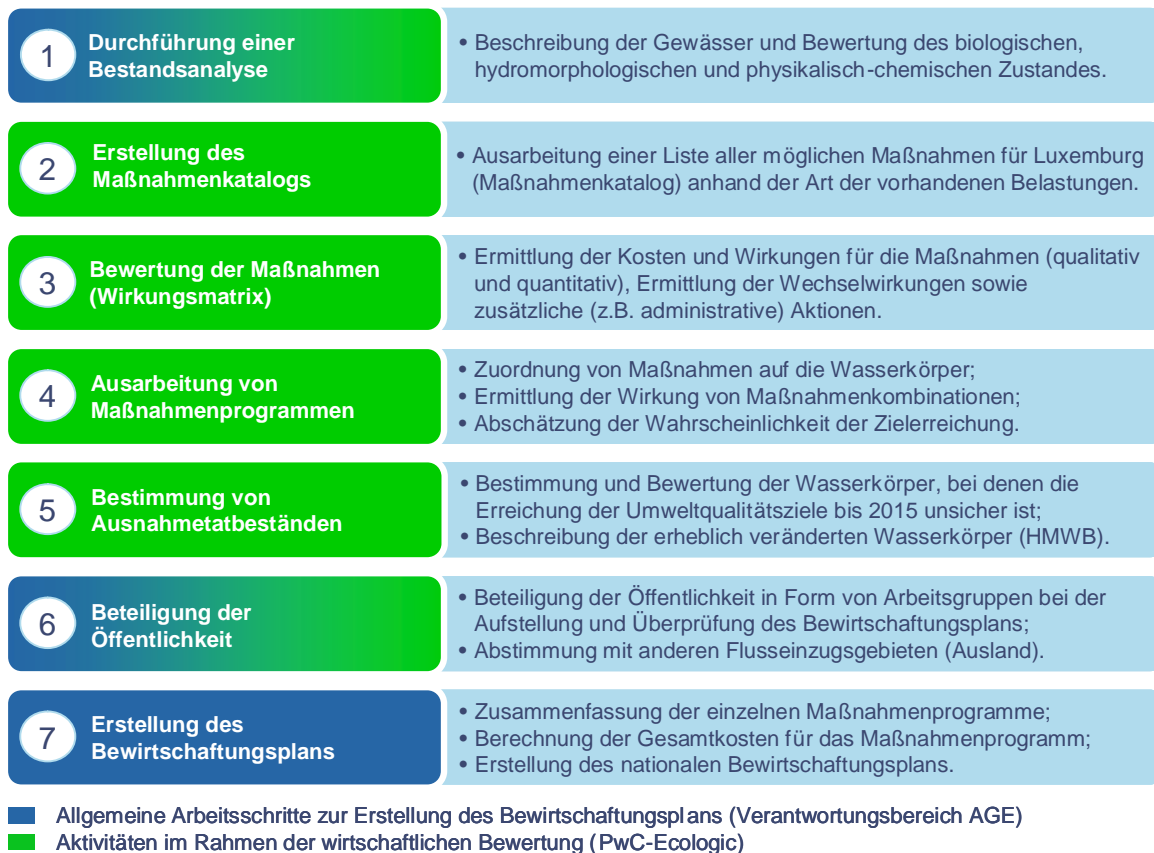 1
Durchführung einer
Bestandsanalyse
• Beschreibung der Gewässer und Bewertung des biologischen,
hydromorphologischen und physikalisch-chemischen Zustandes.
2
Erstellung des
Maßnahmenkatalogs
• Ausarbeitung einer Liste aller möglichen Maßnahmen für Luxemburg
(Maßnahmenkatalog) anhand der Art der vorhandenen Belastungen.
3
Bewertung der Maßnahmen
(Wirkungsmatrix)
• Ermittlung der Kosten und Wirkungen für die Maßnahmen (qualitativ
und quantitativ), Ermittlung der Wechselwirkungen sowie
zusätzliche (z.B. administrative) Aktionen.
4
Ausarbeitung von
Maßnahmenprogrammen
• Zuordnung von Maßnahmen auf die Wasserkörper;
• Ermittlung der Wirkung von Maßnahmenkombinationen;
• Abschätzung der Wahrscheinlichkeit der Zielerreichung.
5
Bestimmung von
Ausnahmetatbeständen
• Bestimmung und Bewertung der Wasserkörper, bei denen die
Erreichung der Umweltqualitätsziele bis 2015 unsicher ist;
• Beschreibung der erheblich veränderten Wasserkörper (HMWB).
6
Beteiligung der
Öffentlichkeit
• Beteiligung der Öffentlichkeit in Form von Arbeitsgruppen bei der
Aufstellung und Überprüfung des Bewirtschaftungsplans;
• Abstimmung mit anderen Flusseinzugsgebieten (Ausland).
7
Erstellung des
Bewirtschaftungsplans
• Zusammenfassung der einzelnen Maßnahmenprogramme;
• Berechnung der Gesamtkosten für das Maßnahmenprogramm;
• Erstellung des nationalen Bewirtschaftungsplans.
Allgemeine Arbeitsschritte zur Erstellung des Bewirtschaftungsplans (Verantwortungsbereich AGE)
Aktivitäten im Rahmen der wirtschaftlichen Bewertung (PwC-Ecologic)